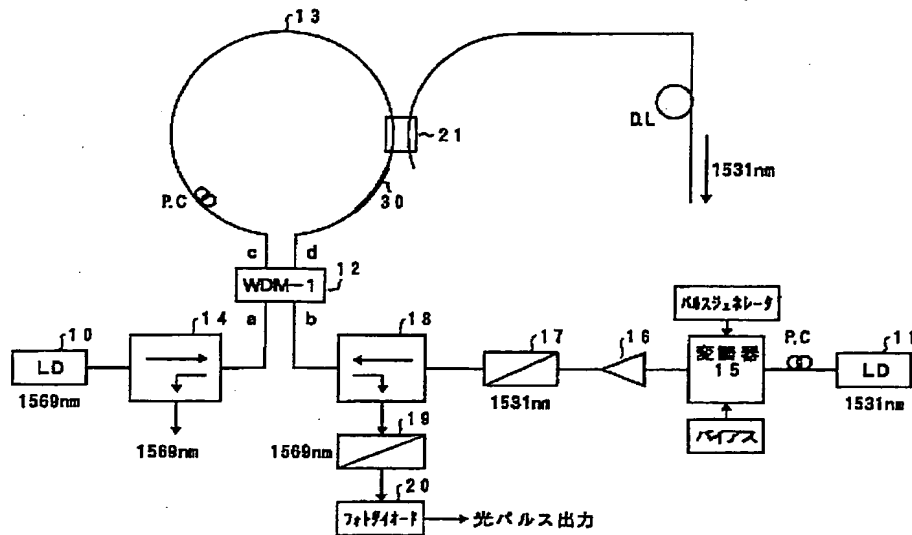 13
21
D.L
1531nm
P.C
30
c
d
WDM-1
12
a
b
パルスジェネレータ
10
14
18
17
16
変調器
15
P.C
11
LD
LD
1569nm
1531nm
1531nm
バイアス
1569nm
1569nm
19
20
フォトダイオード
光パルス出力